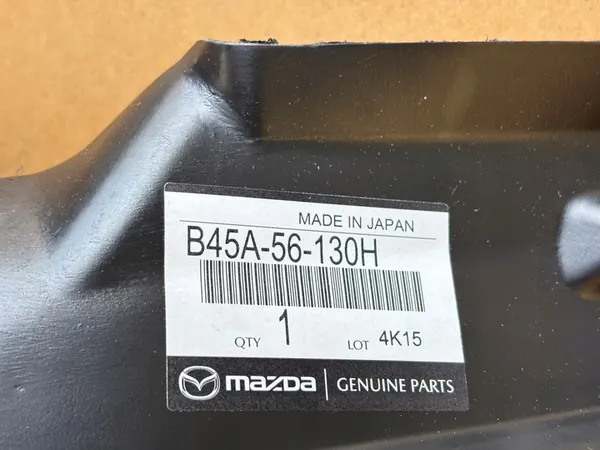 MADE IN JAPAN
B45A-56-130H
QTY 1 LOT 4K15
mazda GENUINE PARTS